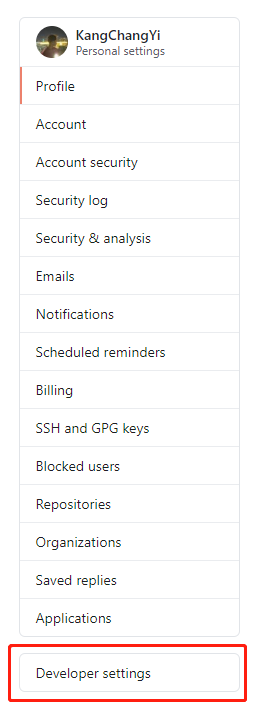 KangChangYi
Personal settings
Profile
Account
Account security
Security log
Security & analysis
Emails
Notifications
Scheduled reminders
Billing
SSH and GPG keys
Blocked users
Repositories
Organizations
Saved replies
Applications
Developer settings